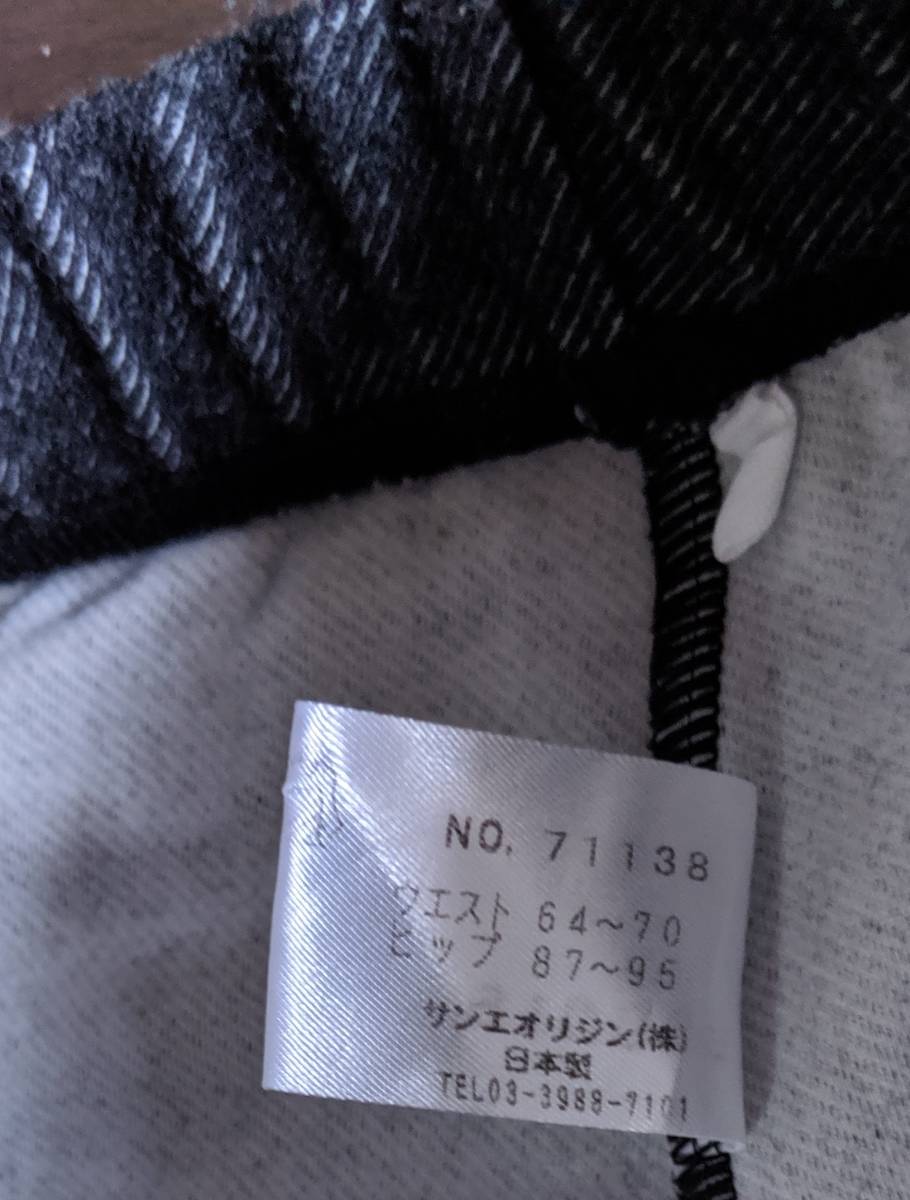 NO. 71138
ウエスト 64〜70
ヒップ 87〜95
サンエオリジン(株)
日本製
TEL03-3988-7101